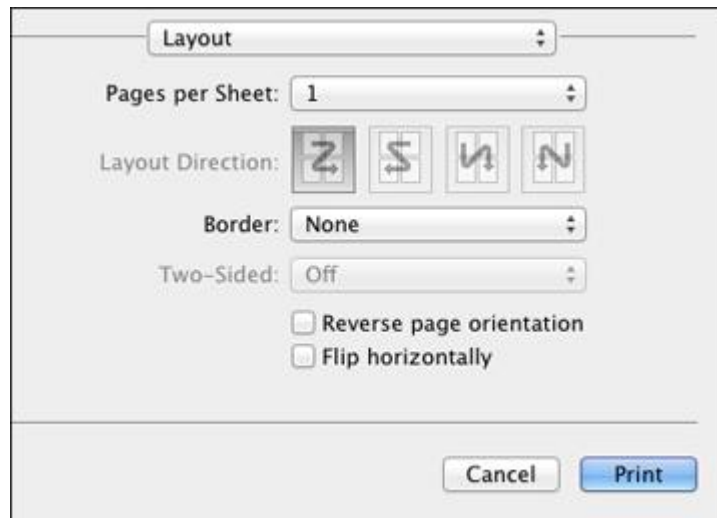 Layout
Pages per Sheet: 1
Layout Direction:
Border: None
Two-Sided: Off
Reverse page orientation
Flip horizontally
Cancel Print